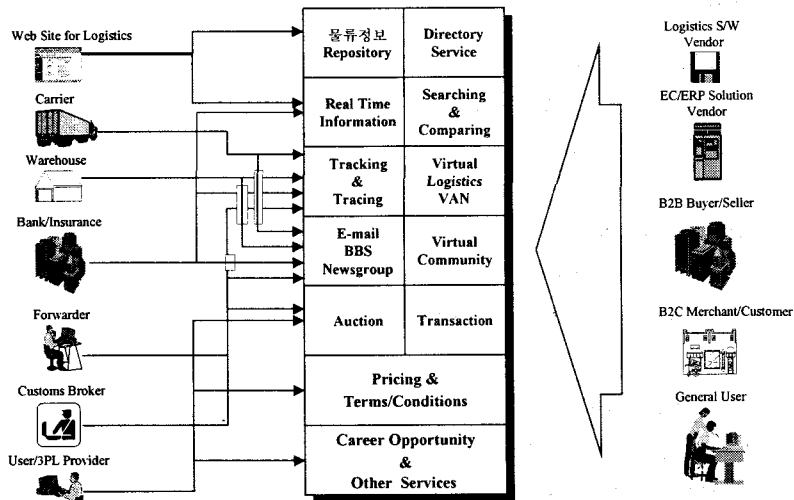 Web Site for Logistics
Carrier
Warehouse
Bank/Insurance
Forwarder
Customs Broker
User/3PL Provider
물류정보
Repository
Directory
Service
Real Time
Information
Searching
&
Comparing
Tracking
&
Tracing
Virtual
Logistics
VAN
E-mail
BBS
Newsgroup
Virtual
Community
Auction
Transaction
Pricing &
Terms/Conditions
Career Opportunity
&
Other Services
Logistics S/W
Vendor
EC/ERP Solution
Vendor
B2B Buyer/Seller
B2C Merchant/Customer
General User